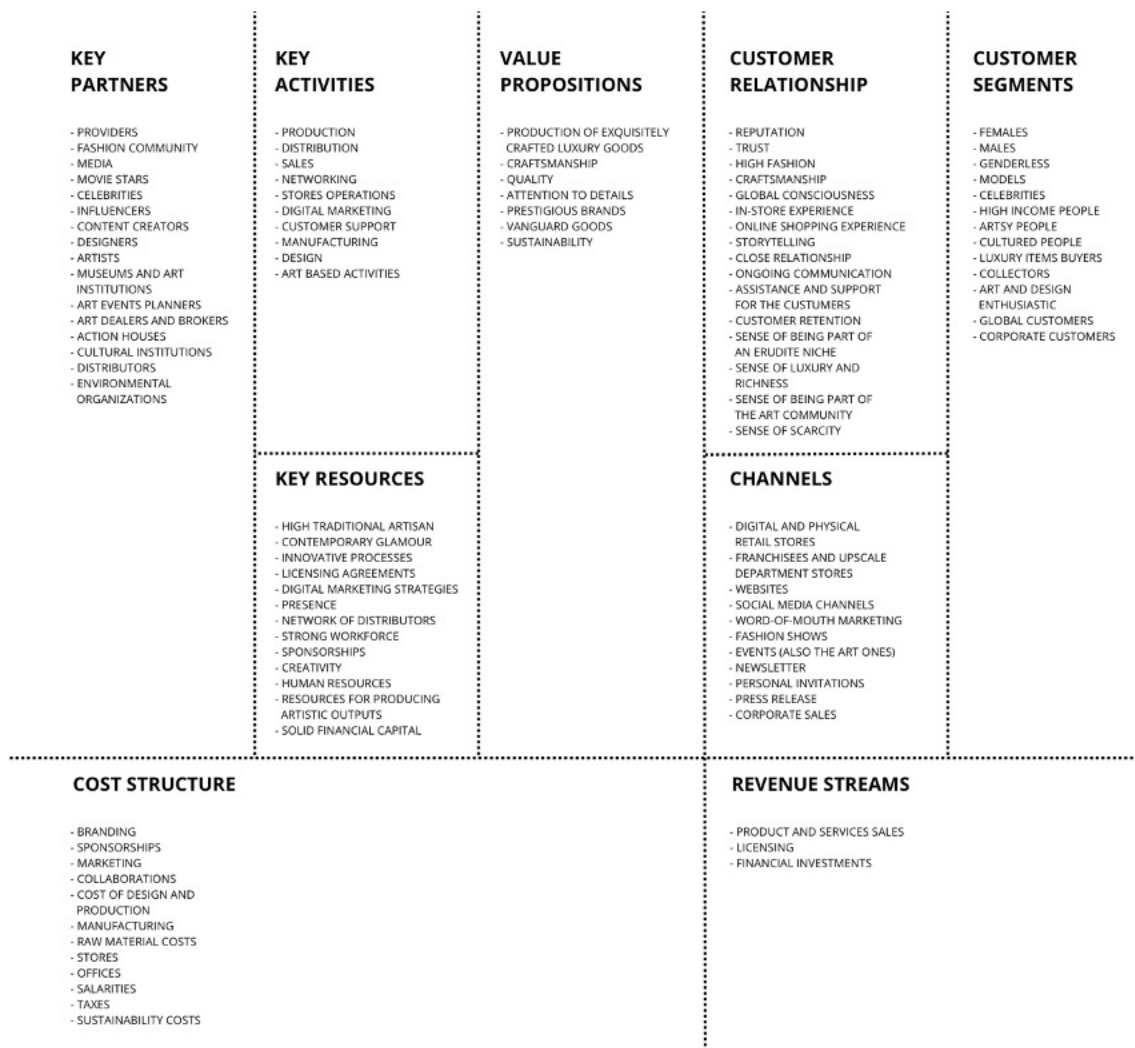 KEY
PARTNERS
- PROVIDERS
- FASHION COMMUNITY
- MEDIA
- MOVIE STARS
- CELEBRITIES
- INFLUENCERS
- CONTENT CREATORS
- DESIGNERS
- ARTISTS
- MUSEUMS AND ART
INSTITUTIONS
- ART EVENTS PLANNERS
- ART DEALERS AND BROKERS
- ACTION HOUSES
- CULTURAL INSTITUTIONS
- DISTRIBUTORS
- ENVIRONMENTAL
ORGANIZATIONS
KEY
ACTIVITIES
- PRODUCTION
- DISTRIBUTION
- SALES
- NETWORKING
- STORES OPERATIONS
- DIGITAL MARKETING
- CUSTOMER SUPPORT
- MANUFACTURING
- DESIGN
- ART BASED ACTIVITIES
KEY RESOURCES
- HIGH TRADITIONAL ARTISAN
- CONTEMPORARY GLAMOUR
- INNOVATIVE PROCESSES
- LICENSING AGREEMENTS
- DIGITAL MARKETING STRATEGIES
- PRESENCE
- NETWORK OF DISTRIBUTORS
- STRONG WORKFORCE
- SPONSORSHIPS
- CREATIVITY
- HUMAN RESOURCES
- RESOURCES FOR PRODUCING
ARTISTIC OUTPUTS
- SOLID FINANCIAL CAPITAL
VALUE
PROPOSITIONS
- PRODUCTION OF EXQUISITELY
CRAFTED LUXURY GOODS
- CRAFTSMANSHIP
- QUALITY
- ATTENTION TO DETAILS
- PRESTIGIOUS BRANDS
- VANGUARD GOODS
- SUSTAINABILITY
CUSTOMER
RELATIONSHIP
- REPUTATION
- TRUST
- HIGH FASHION
- CRAFTSMANSHIP
- GLOBAL CONSCIOUSNESS
- IN-STORE EXPERIENCE
- ONLINE SHOPPING EXPERIENCE
- STORYTELLING
- CLOSE RELATIONSHIP
- ONGOING COMMUNICATION
- ASSISTANCE AND SUPPORT
FOR THE CUSTUMERS
- CUSTOMER RETENTION
- SENSE OF BEING PART OF
AN ERUDITE NICHE
- SENSE OF LUXURY AND
RICHNESS
- SENSE OF BEING PART OF
THE ART COMMUNITY
- SENSE OF SCARCITY
CHANNELS
- DIGITAL AND PHYSICAL
RETAIL STORES
- FRANCHISEES AND UPSCALE
DEPARTMENT STORES
- WEBSITES
- SOCIAL MEDIA CHANNELS
- WORD-OF-MOUTH MARKETING
- FASHION SHOWS
- EVENTS (ALSO THE ART ONES)
- NEWSLETTER
- PERSONAL INVITATIONS
- PRESS RELEASE
- CORPORATE SALES
CUSTOMER
SEGMENTS
- FEMALES
- MALES
- GENDERLESS
- MODELS
- CELEBRITIES
- HIGH INCOME PEOPLE
- ARTSY PEOPLE
- CULTURED PEOPLE
- LUXURY ITEMS BUYERS
- COLLECTORS
- ART AND DESIGN
ENTHUSIASTIC
- GLOBAL CUSTOMERS
- CORPORATE CUSTOMERS
COST STRUCTURE
- BRANDING
- SPONSORSHIPS
- MARKETING
- COLLABORATIONS
- COST OF DESIGN AND
PRODUCTION
- MANUFACTURING
- RAW MATERIAL COSTS
- STORES
- OFFICES
- SALARITIES
- TAXES
- SUSTAINABILITY COSTS
REVENUE STREAMS
- PRODUCT AND SERVICES SALES
- LICENSING
- FINANCIAL INVESTMENTS